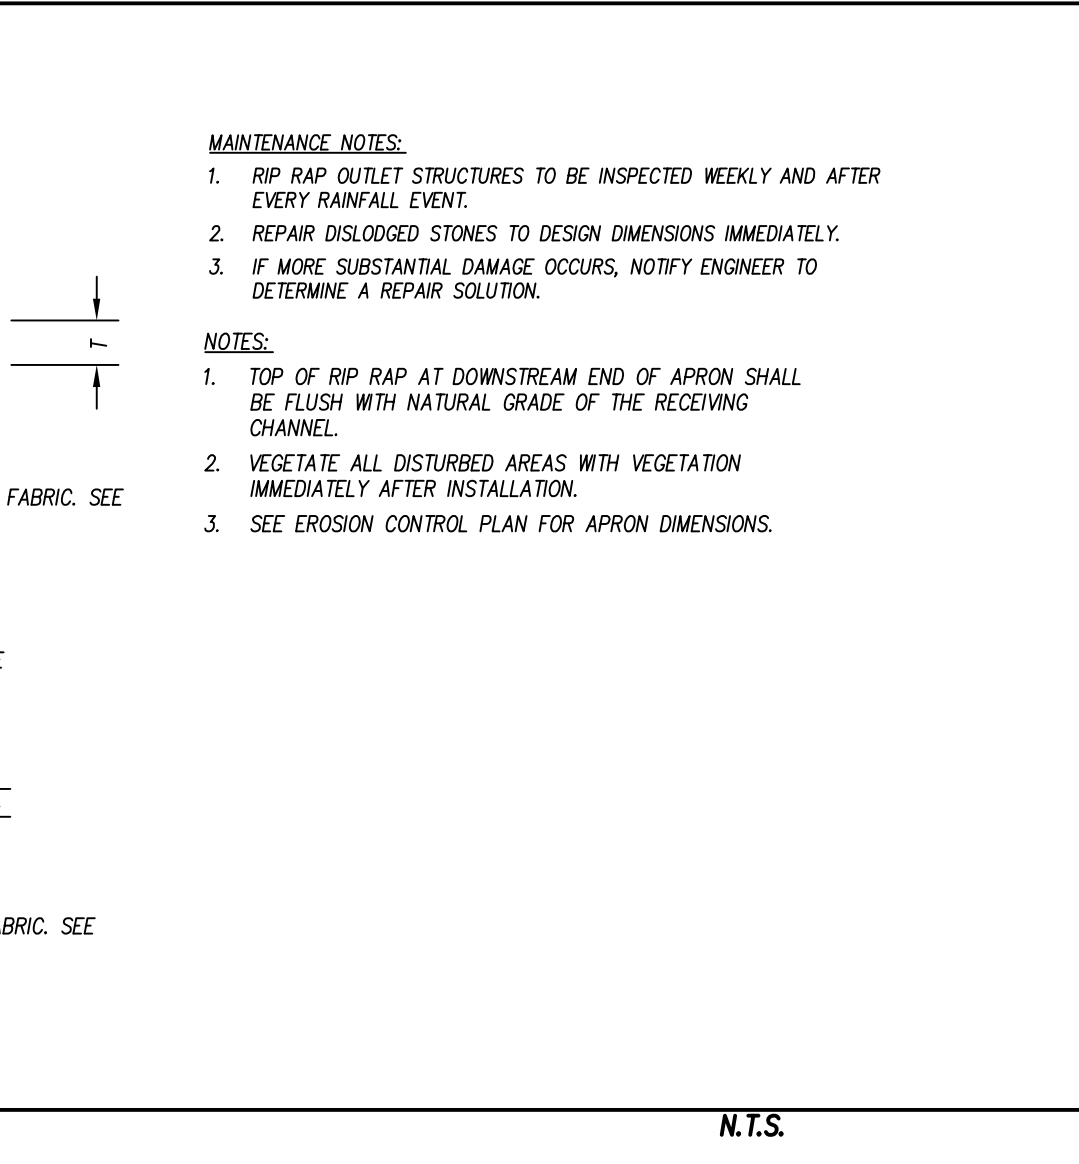 MAINTENANCE NOTES:
1. RIP RAP OUTLET STRUCTURES TO BE INSPECTED WEEKLY AND AFTER
EVERY RAINFALL EVENT.
2. REPAIR DISLODGED STONES TO DESIGN DIMENSIONS IMMEDIATELY.
3. IF MORE SUBSTANTIAL DAMAGE OCCURS, NOTIFY ENGINEER TO
DETERMINE A REPAIR SOLUTION.
T
NOTES:
1. TOP OF RIP RAP AT DOWNSTREAM END OF APRON SHALL
BE FLUSH WITH NATURAL GRADE OF THE RECEIVING
CHANNEL.
2. VEGETATE ALL DISTURBED AREAS WITH VEGETATION
IMMEDIATELY AFTER INSTALLATION.
3. SEE EROSION CONTROL PLAN FOR APRON DIMENSIONS.
FABRIC. SEE
BRIC. SEE
N.T.S.